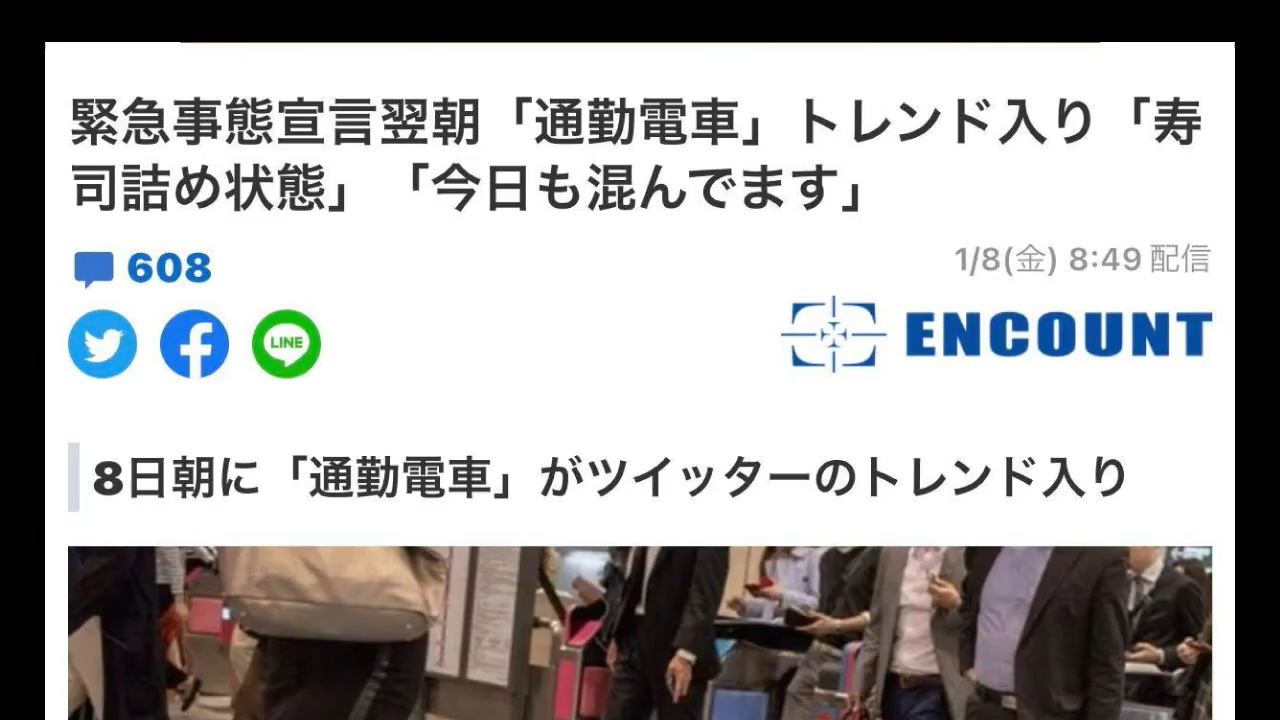 緊急事態宣言翌朝「通勤電車」トレンド入り「寿
司詰め状態」「今日も混んでます」
608
1/8(金) 8:49 配信
LINE
ENCOUNT
8日朝に「通勤電車」がツイッターのトレンド入り